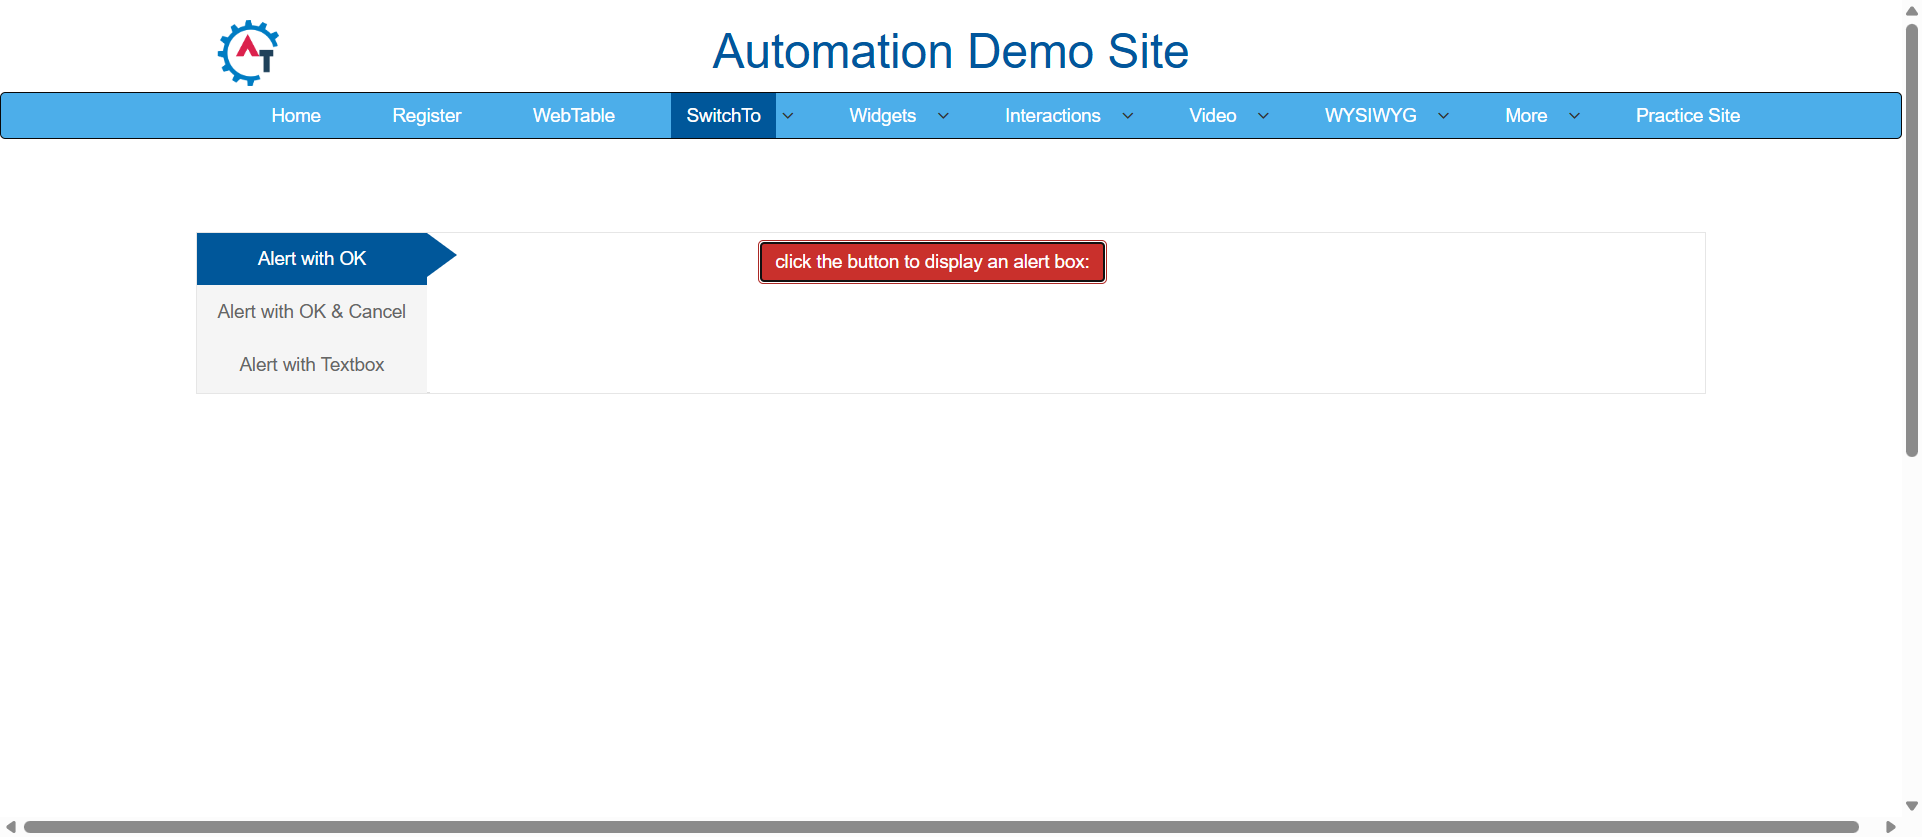 AT
Automation Demo Site
Home Register WebTable SwitchTo Widgets Interactions Video WYSIWYG More Practice Site
Alert with OK
click the button to display an alert box:
Alert with OK & Cancel
Alert with Textbox